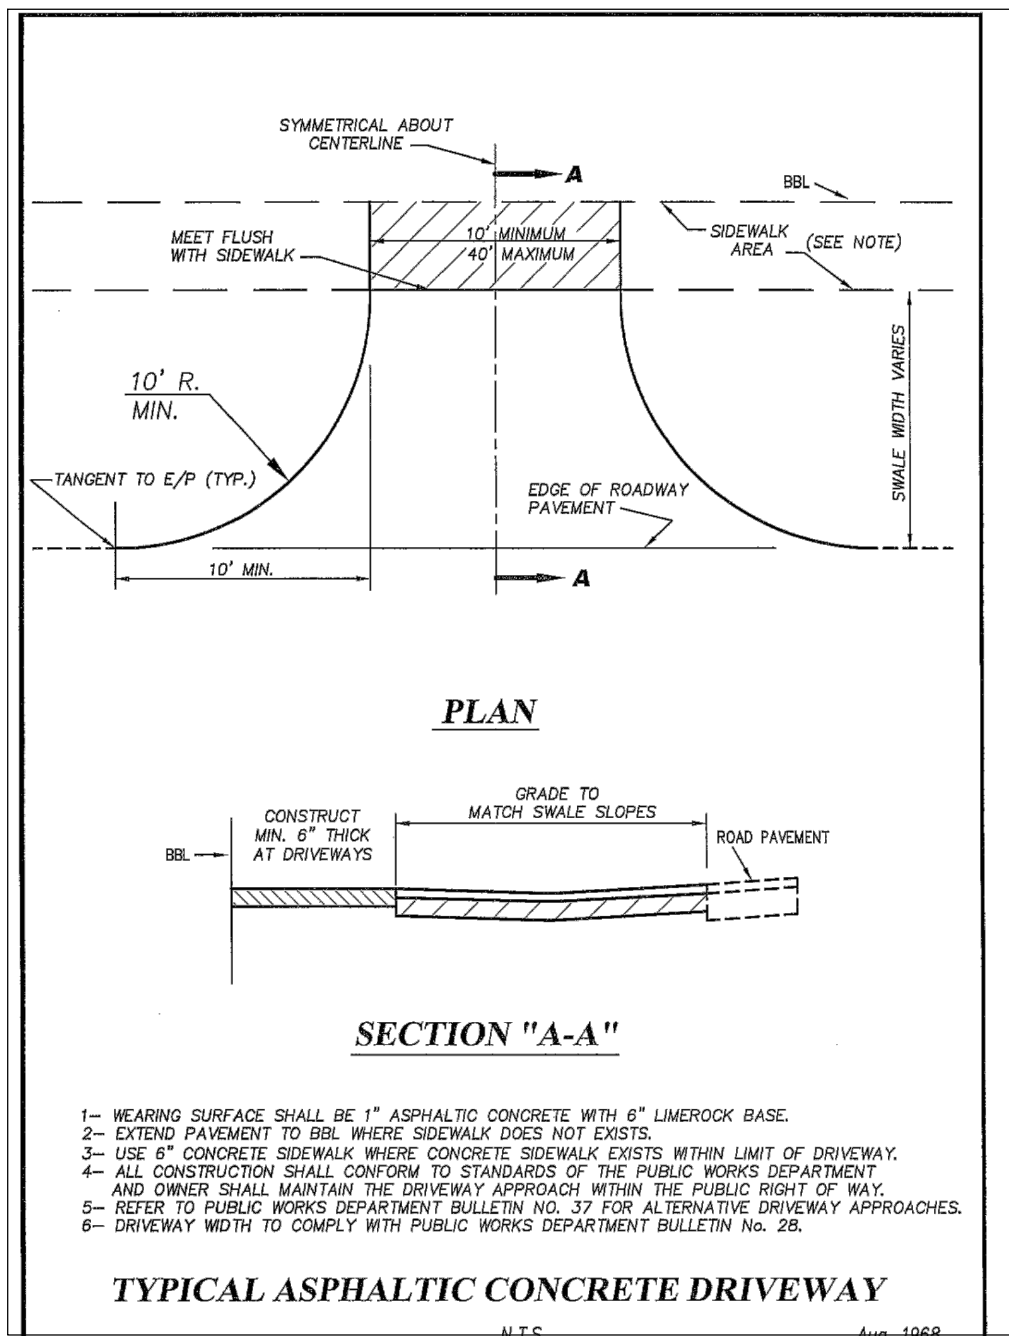 SYMMETRICAL ABOUT
CENTERLINE
A
BBL
MEET FLUSH
WITH SIDEWALK
10' MINIMUM
40' MAXIMUM
SIDEWALK
AREA
(SEE NOTE)
10' R.
MIN.
SWALE WIDTH VARIES
TANGENT TO E/P (TYP.)
EDGE OF ROADWAY
PAVEMENT
10' MIN.
A
PLAN
GRADE TO
MATCH SWALE SLOPES
CONSTRUCT
MIN. 6" THICK
AT DRIVEWAYS
BBL
ROAD PAVEMENT
SECTION "A-A"
1- WEARING SURFACE SHALL BE 1" ASPHALTIC CONCRETE WITH 6" LIMEROCK BASE.
2- EXTEND PAVEMENT TO BBL WHERE SIDEWALK DOES NOT EXISTS.
3- USE 6" CONCRETE SIDEWALK WHERE CONCRETE SIDEWALK EXISTS WITHIN LIMIT OF DRIVEWAY.
4- ALL CONSTRUCTION SHALL CONFORM TO STANDARDS OF THE PUBLIC WORKS DEPARTMENT
AND OWNER SHALL MAINTAIN THE DRIVEWAY APPROACH WITHIN THE PUBLIC RIGHT OF WAY.
5- REFER TO PUBLIC WORKS DEPARTMENT BULLETIN NO. 37 FOR ALTERNATIVE DRIVEWAY APPROACHES.
6- DRIVEWAY WIDTH TO COMPLY WITH PUBLIC WORKS DEPARTMENT BULLETIN No. 28.
TYPICAL ASPHALTIC CONCRETE DRIVEWAY
N.T.S. Aug. 1968